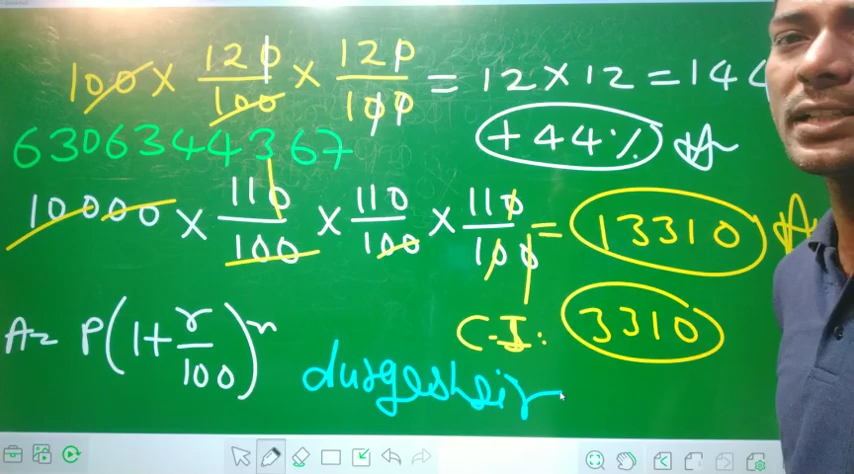 100 × 120/100 × 120/100 = 12 × 12 = 144
+44%
6306344367
10000 × 110/100 × 110/100 × 110/100 = 13310
A = P(1 + r/100)^n
C.I: 3310